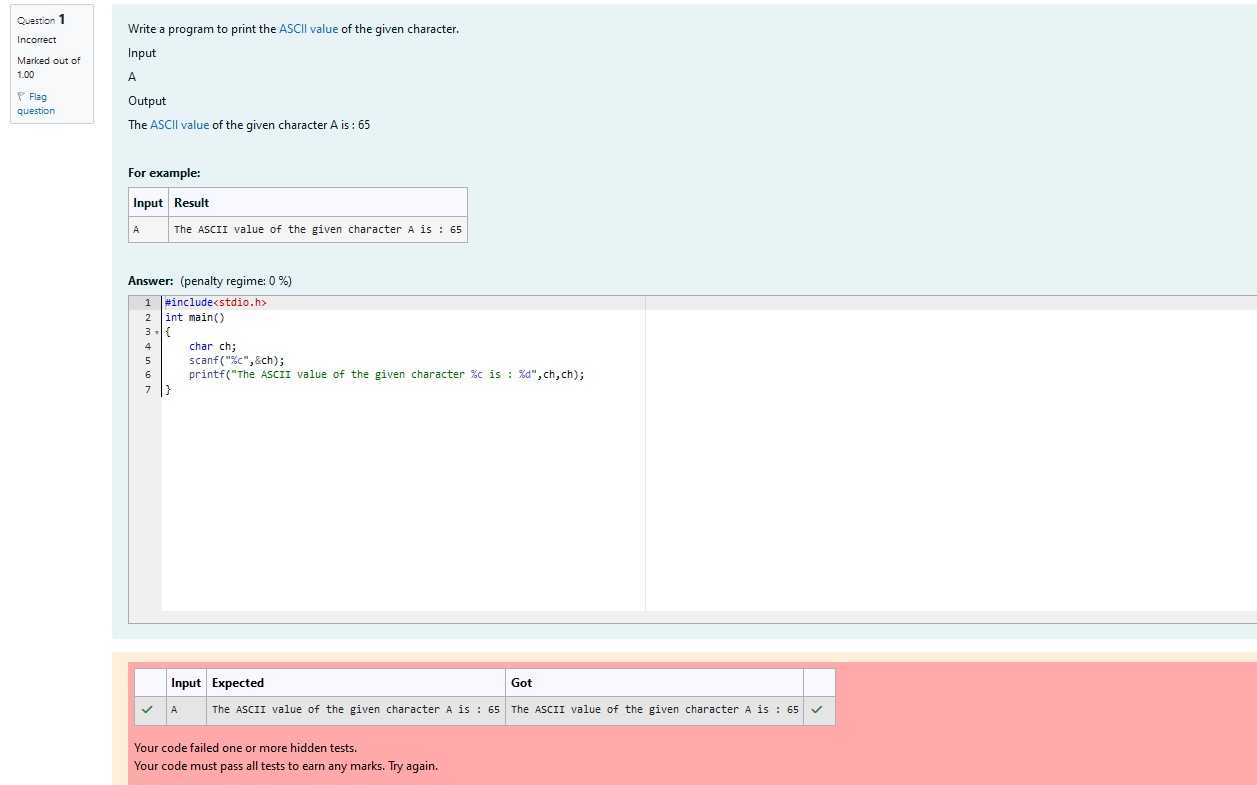 Question 1
Incorrect
Marked out of
1.00
Flag
question
Write a program to print the ASCII value of the given character.
Input
A
Output
The ASCII value of the given character A is : 65
For example:
Input Result
A The ASCII value of the given character A is : 65
Answer: (penalty regime: 0 %)
1 #include<stdio.h>
2 int main()
3 {
4 char ch;
5 scanf("%c",&ch);
6 printf("The ASCII value of the given character %c is : %d",ch,ch);
7 }
Input Expected Got
A The ASCII value of the given character A is : 65 The ASCII value of the given character A is : 65
Your code failed one or more hidden tests.
Your code must pass all tests to earn any marks. Try again.